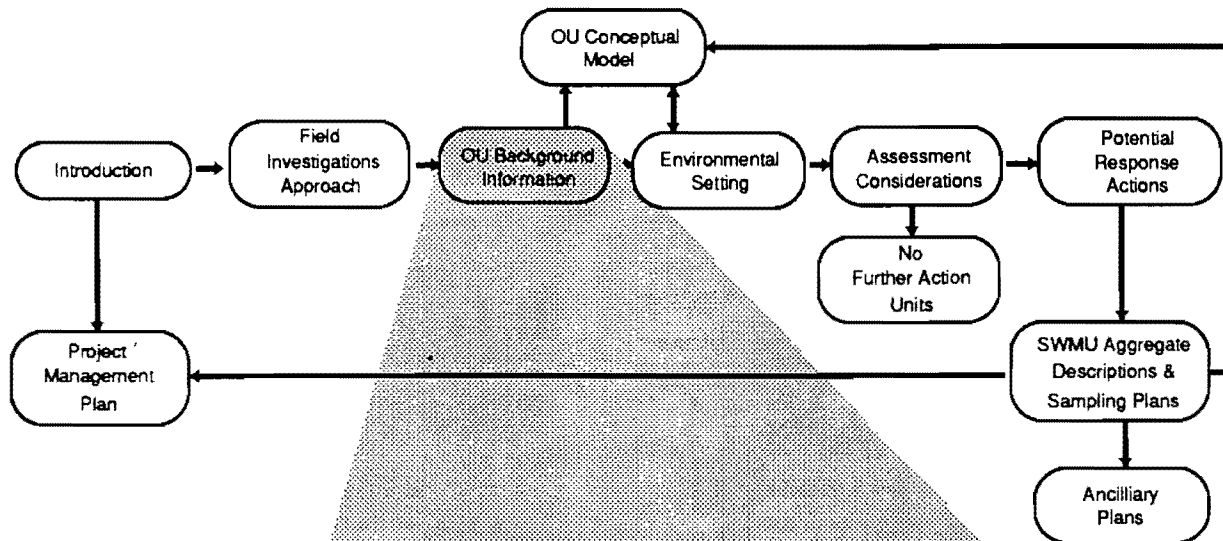 OU Conceptual
Model
Introduction
Field
Investigations
Approach
OU Background
Information
Environmental
Setting
Assessment
Considerations
Potential
Response
Actions
No
Further Action
Units
Project
Management
Plan
SWMU Aggregate
Descriptions &
Sampling Plans
Ancilliary
Plans